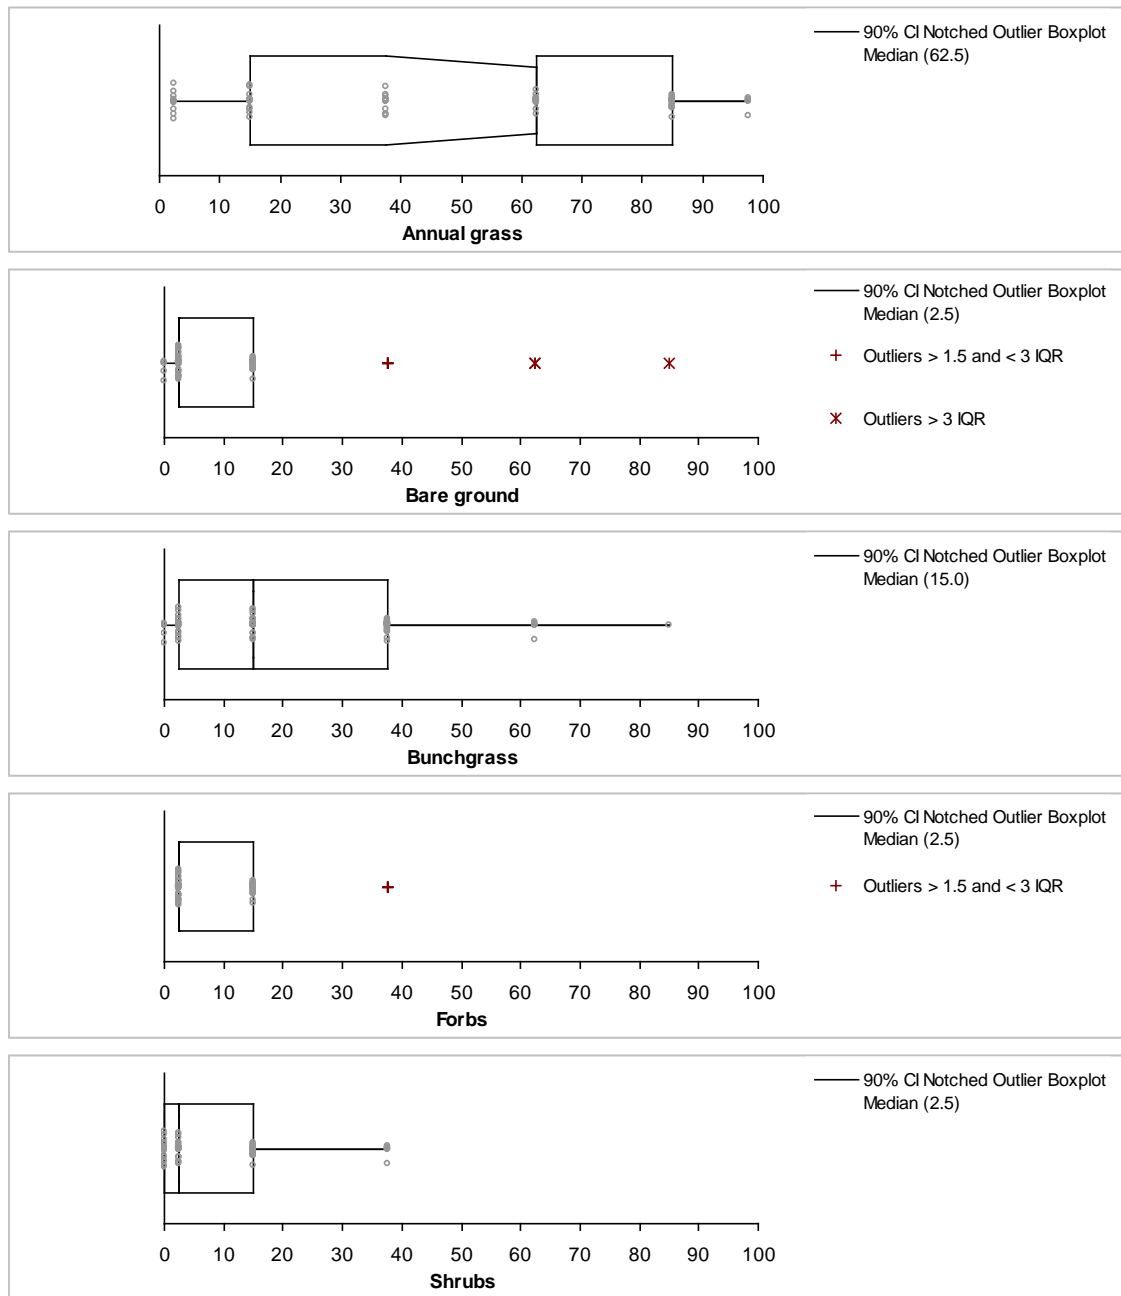 90% CI Notched Outlier Boxplot
Median (62.5)
0 10 20 30 40 50 60 70 80 90 100
Annual grass
90% CI Notched Outlier Boxplot
Median (2.5)
Outliers > 1.5 and < 3 IQR
Outliers > 3 IQR
0 10 20 30 40 50 60 70 80 90 100
Bare ground
90% CI Notched Outlier Boxplot
Median (15.0)
0 10 20 30 40 50 60 70 80 90 100
Bunchgrass
90% CI Notched Outlier Boxplot
Median (2.5)
Outliers > 1.5 and < 3 IQR
0 10 20 30 40 50 60 70 80 90 100
Forbs
90% CI Notched Outlier Boxplot
Median (2.5)
0 10 20 30 40 50 60 70 80 90 100
Shrubs